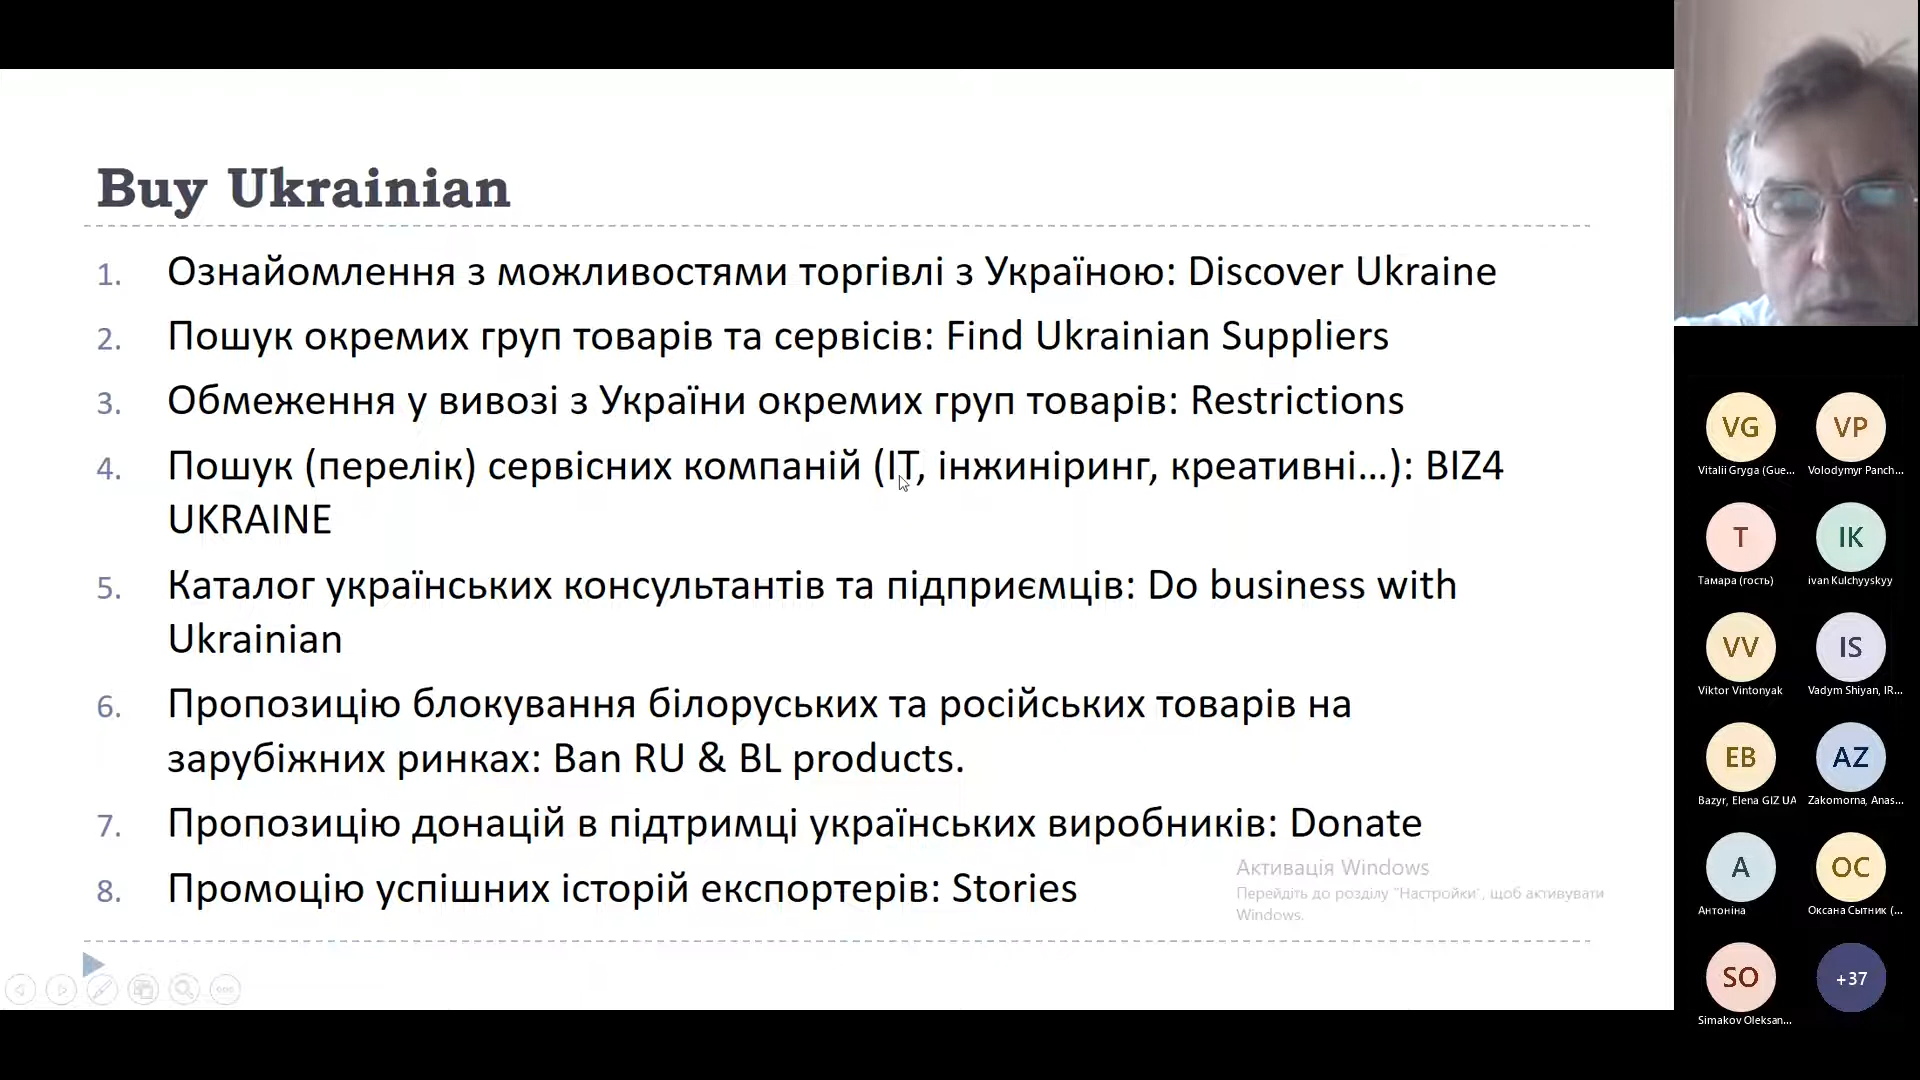 Buy Ukrainian
1. Ознайомлення з можливостями торгівлі з Україною: Discover Ukraine
2. Пошук окремих груп товарів та сервісів: Find Ukrainian Suppliers
3. Обмеження у вивозі з України окремих груп товарів: Restrictions
4. Пошук (перелік) сервісних компаній (ІТ, інжиніринг, креативні…): BIZ4
UKRAINE
5. Каталог українських консультантів та підприємців: Do business with
Ukrainian
6. Пропозицію блокування білоруських та російських товарів на
зарубіжних ринках: Ban RU & BL products.
7. Пропозицію донацій в підтримці українських виробників: Donate
8. Промоцію успішних історій експортерів: Stories
Активація Windows
Перейдіть до розділу "Настройки", щоб активувати
Windows.
VG
VP
Vitalii Gryga (Gue...
Volodymyr Panch...
T
IK
Тамара (гость)
ivan Kulchyyskyy
VV
IS
Viktor Vintonyak
Vadym Shiyan, IR...
EB
AZ
Bazyr, Elena GIZ UA
Zakomorna, Anas...
A
OC
Антоніна
Оксана Сытник (...
SO
+37
Simakov Oleksan...